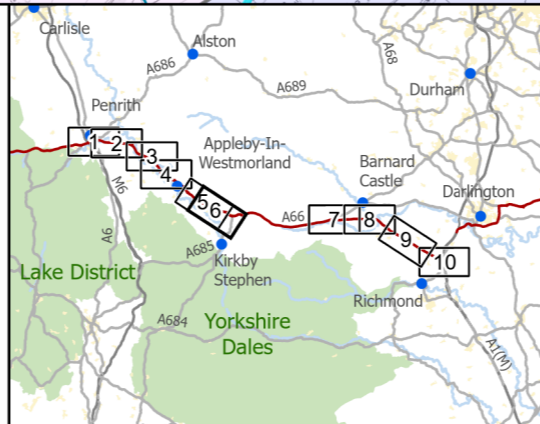 Carlisle
Alston
A68
A686
A689
Durham
Penrith
1
2
3
4
5
6
Appleby-In-
Westmorland
Barnard
Castle
Darlington
M6
A6
A66
7
8
9
10
A685
Kirkby
Stephen
Lake District
Richmond
A684
Yorkshire
Dales
A1(M)